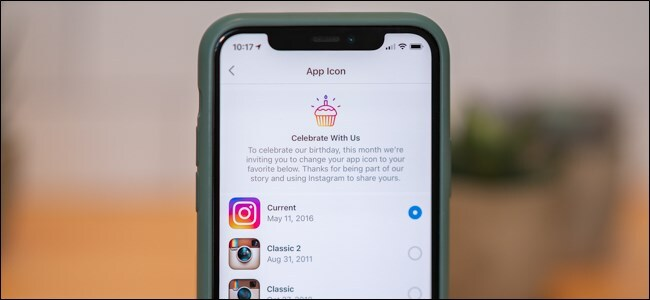 10:17
App Icon
Celebrate With Us
To celebrate our birthday, this month we're
inviting you to change your app icon to your
favorite below. Thanks for being part of our
story and using Instagram to share yours.
Current
May 11, 2016
Classic 2
Aug 31, 2011
Classic